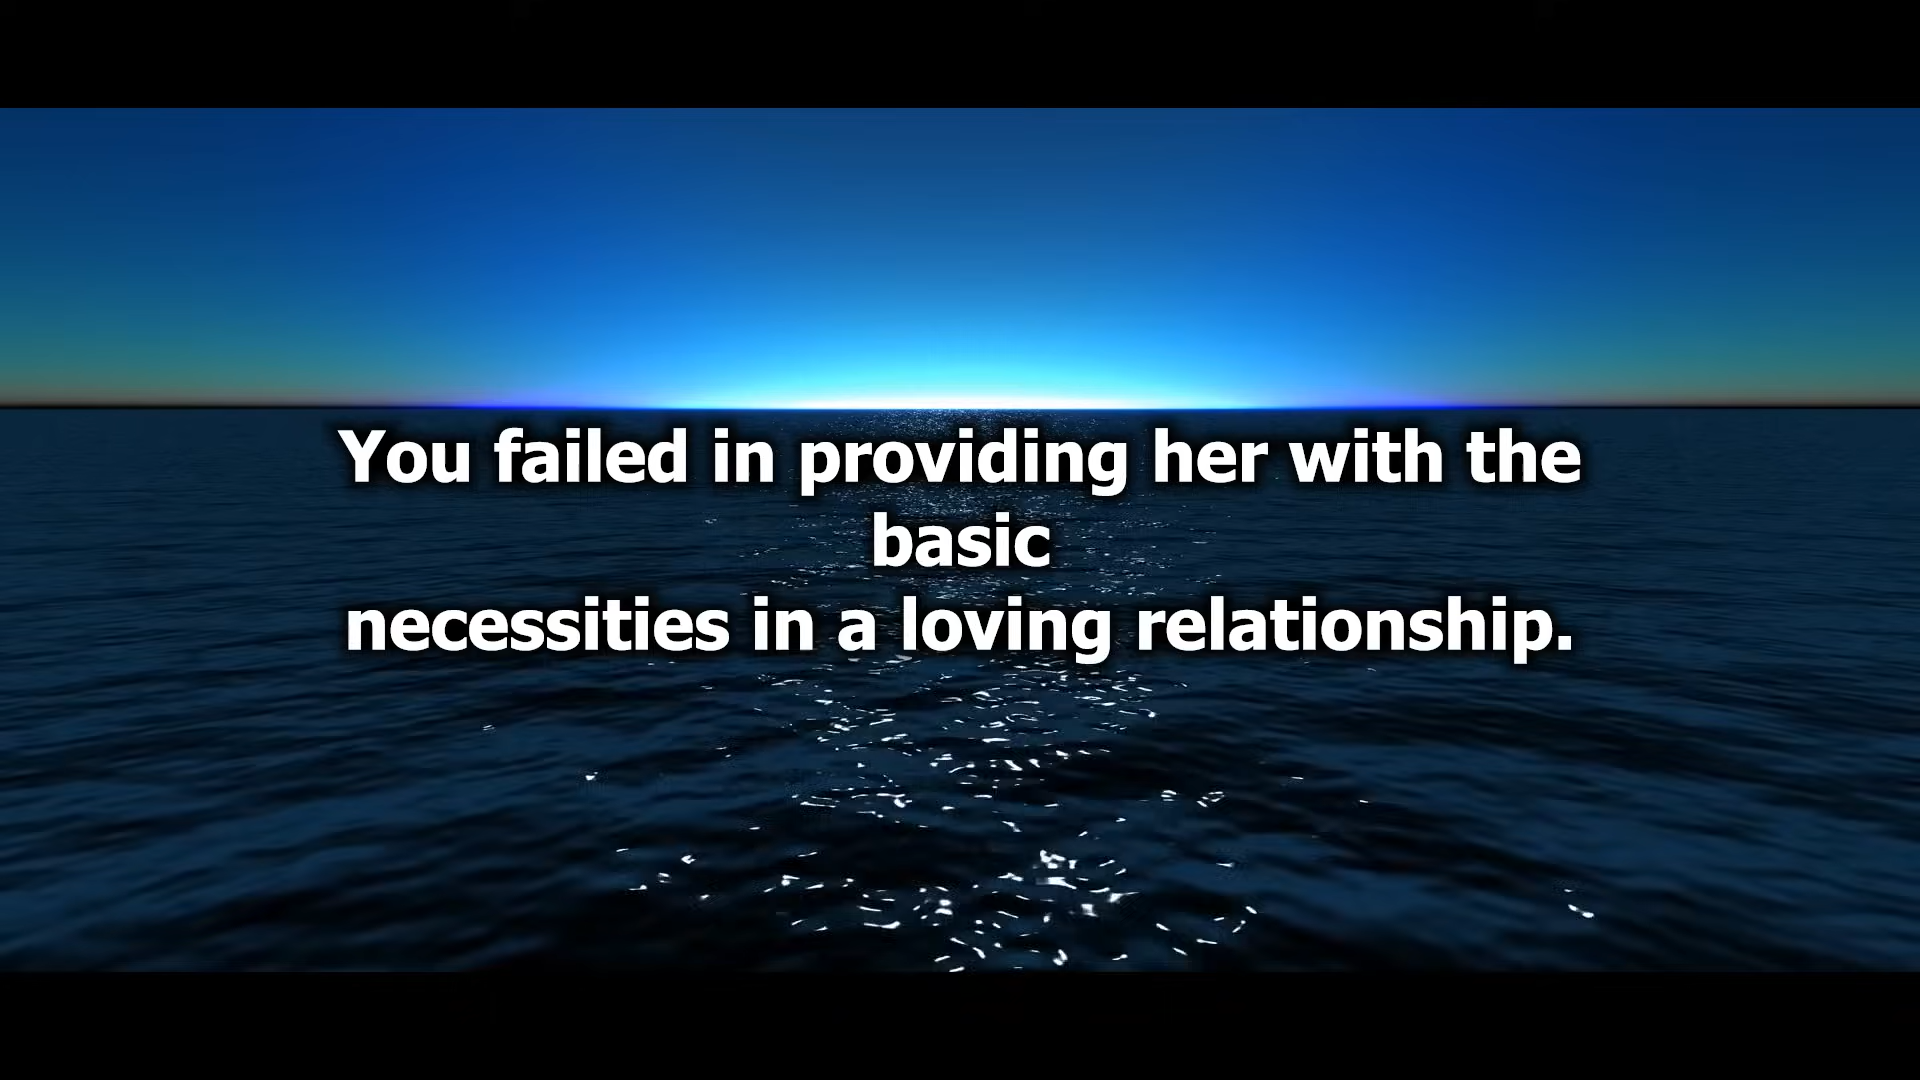 You failed in providing her with the
basic
necessities in a loving relationship.